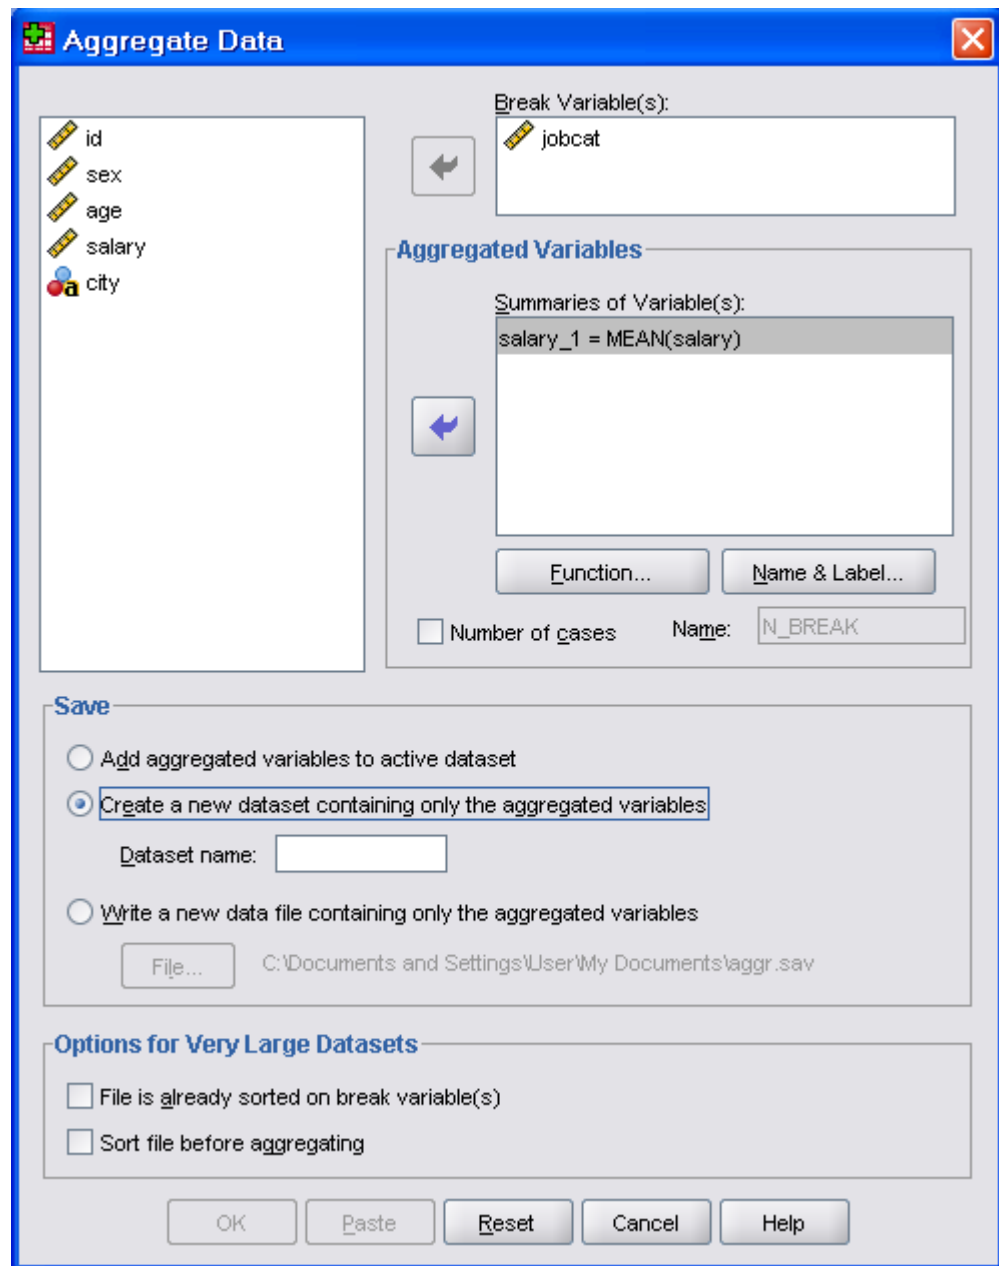 Aggregate Data
Break Variable(s):
id
sex
age
salary
city
jobcat
Aggregated Variables
Summaries of Variable(s):
salary_1 = MEAN(salary)
Function...
Name & Label...
Number of cases
Name:
N_BREAK
Save
Add aggregated variables to active dataset
Create a new dataset containing only the aggregated variables
Dataset name:
Write a new data file containing only the aggregated variables
File...
C:\Documents and Settings\User\My Documents\aggr.sav
Options for Very Large Datasets
File is already sorted on break variable(s)
Sort file before aggregating
OK
Paste
Reset
Cancel
Help